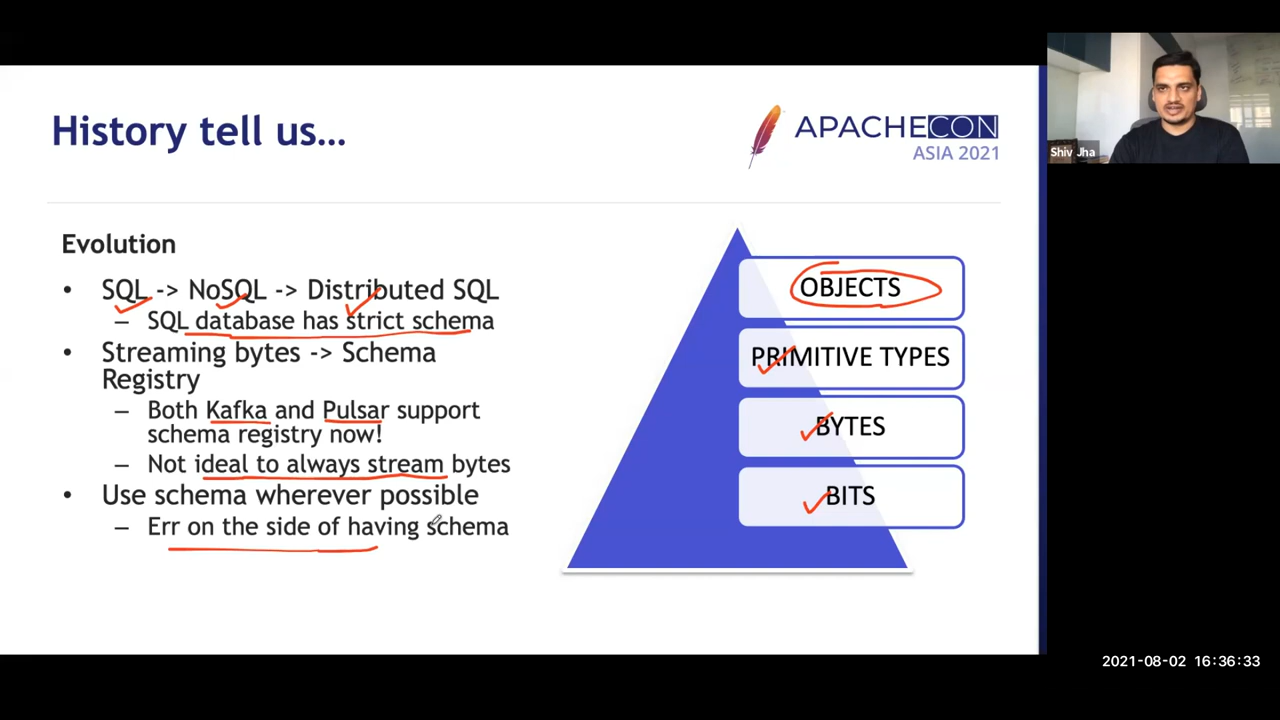 History tell us...
APACHECON
ASIA 2021
Shiv Jha
Evolution
• SQL -> NoSQL -> Distributed SQL
– SQL database has strict schema
• Streaming bytes -> Schema
Registry
– Both Kafka and Pulsar support
schema registry now!
– Not ideal to always stream bytes
• Use schema wherever possible
– Err on the side of having schema
OBJECTS
PRIMITIVE TYPES
BYTES
BITS
2021-08-02 16:36:33